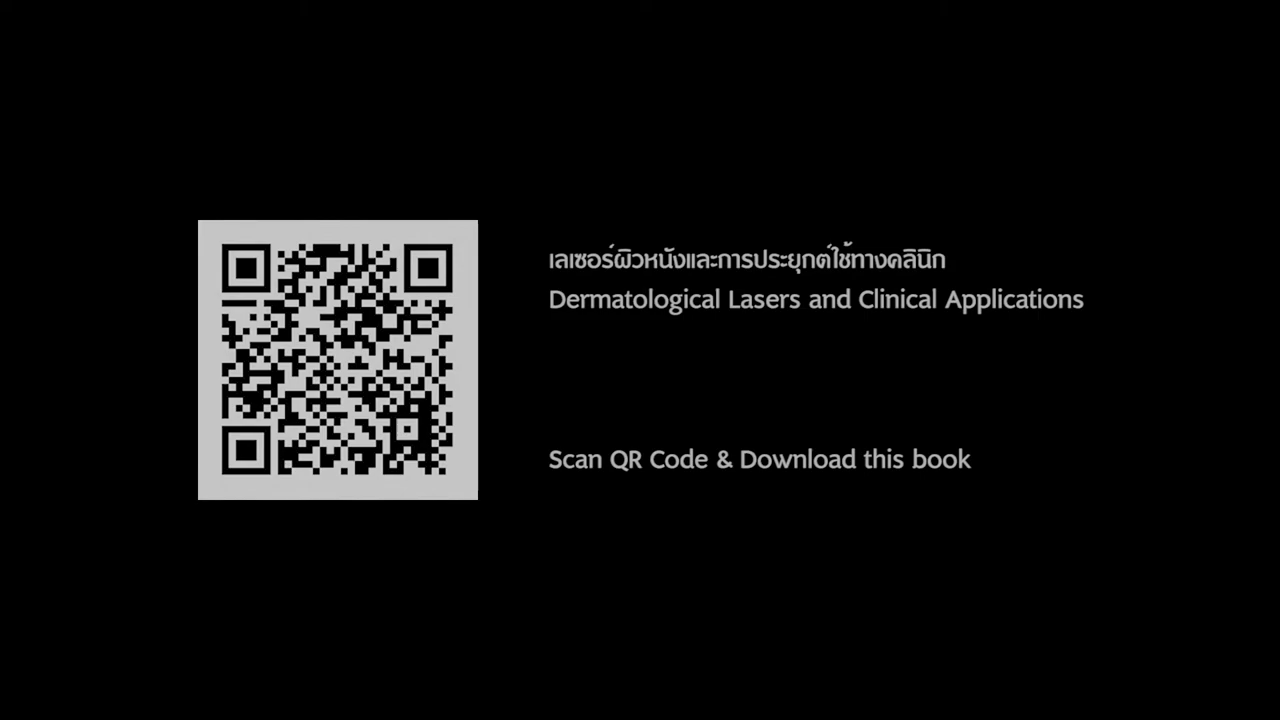 เลเซอร์ผิวหนังและการประยุกต์ใช้ทางคลินิก
Dermatological Lasers and Clinical Applications
Scan QR Code & Download this book